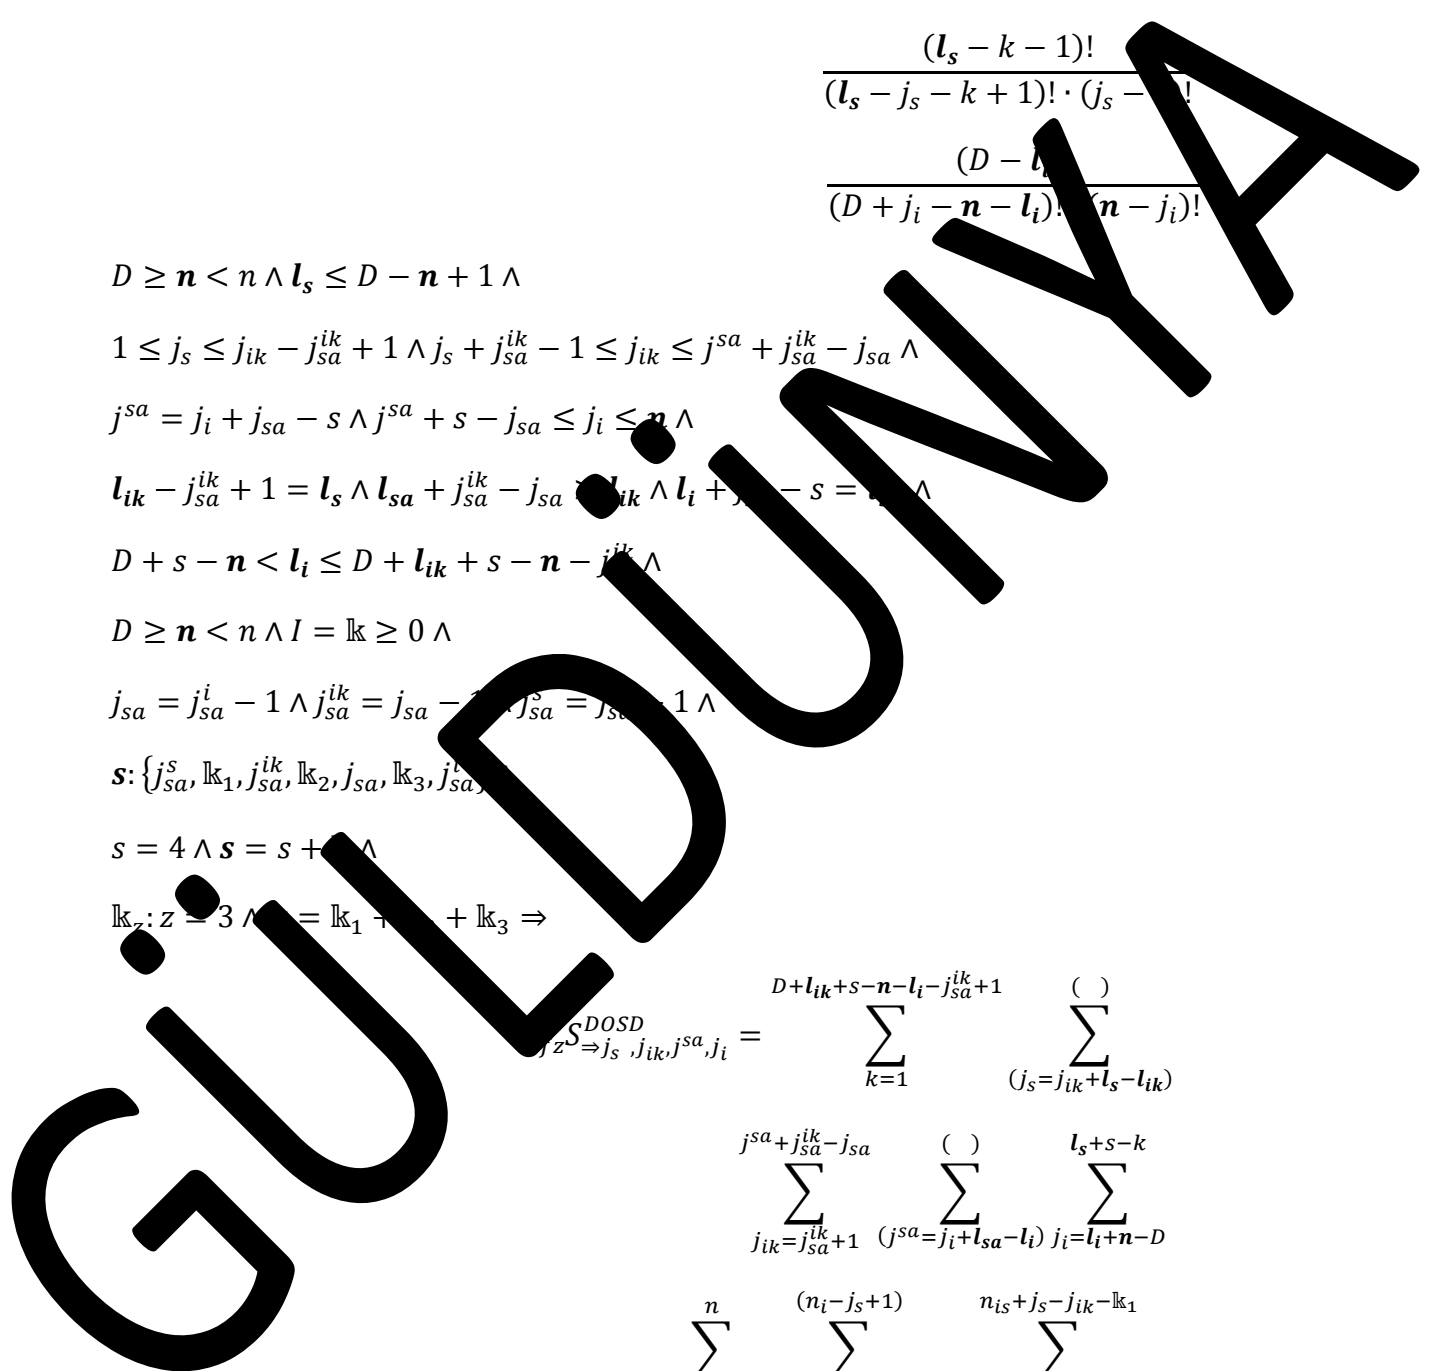 (l_s − k − 1)!
(l_s − j_s − k + 1)! · (j_s − )!
(D − l
(D + j_i − n − l_i)! (n − j_i)!
D ≥ n < n ∧ l_s ≤ D − n + 1 ∧
1 ≤ j_s ≤ j_ik − j_sa^ik + 1 ∧ j_s + j_sa^ik − 1 ≤ j_ik ≤ j^sa + j_sa^ik − j_sa ∧
j^sa = j_i + j_sa − s ∧ j^sa + s − j_sa ≤ j_i ≤ n ∧
l_ik − j_sa^ik + 1 = l_s ∧ l_sa + j_sa^ik − j_sa l_ik ∧ l_i + − s = ∧
D + s − n < l_i ≤ D + l_ik + s − n − j^ik ∧
D ≥ n < n ∧ I = 𝕜 ≥ 0 ∧
j_sa = j_sa^i − 1 ∧ j_sa^ik = j_sa − j_sa^s = − 1 ∧
s: {j_sa^s, 𝕜_1, j_sa^ik, 𝕜_2, j_sa, 𝕜_3, j_sa^i
s = 4 ∧ s = s + ∧
𝕜_z: z = 3 ∧ = 𝕜_1 + + 𝕜_3 ⇒
D+l_ik+s−n−l_i−j_sa^ik+1 ( )
_z S^DOSD_⇒j_s ,j_ik,j^sa,j_i = ∑ ∑
k=1 (j_s=j_ik+l_s−l_ik)
j^sa+j_sa^ik−j_sa ( ) l_s+s−k
∑ ∑ ∑
j_ik=j_sa^ik+1 (j^sa=j_i+l_sa−l_i) j_i=l_i+n−D
n (n_i−j_s+1) n_is+j_s−j_ik−𝕜_1
∑ ∑ ∑
GÜLDÜNYA